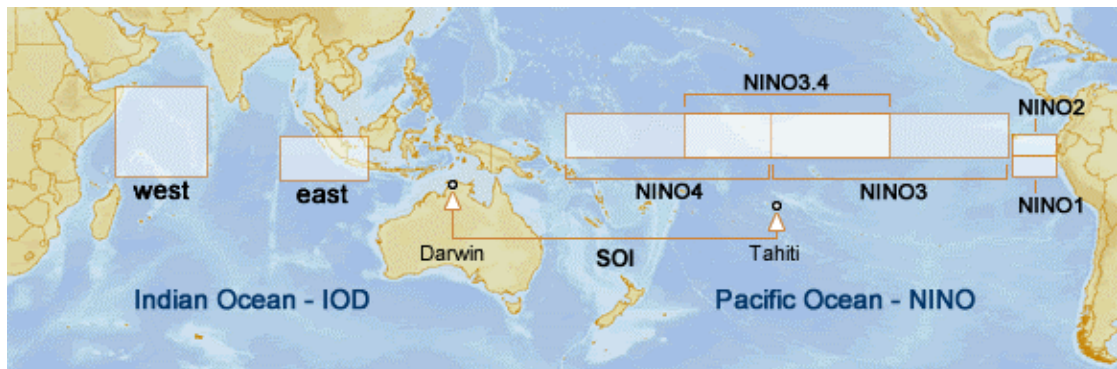 NINO3.4
NINO2
west
east
NINO4
NINO3
NINO1
Darwin
SOI
Tahiti
Indian Ocean - IOD
Pacific Ocean - NINO